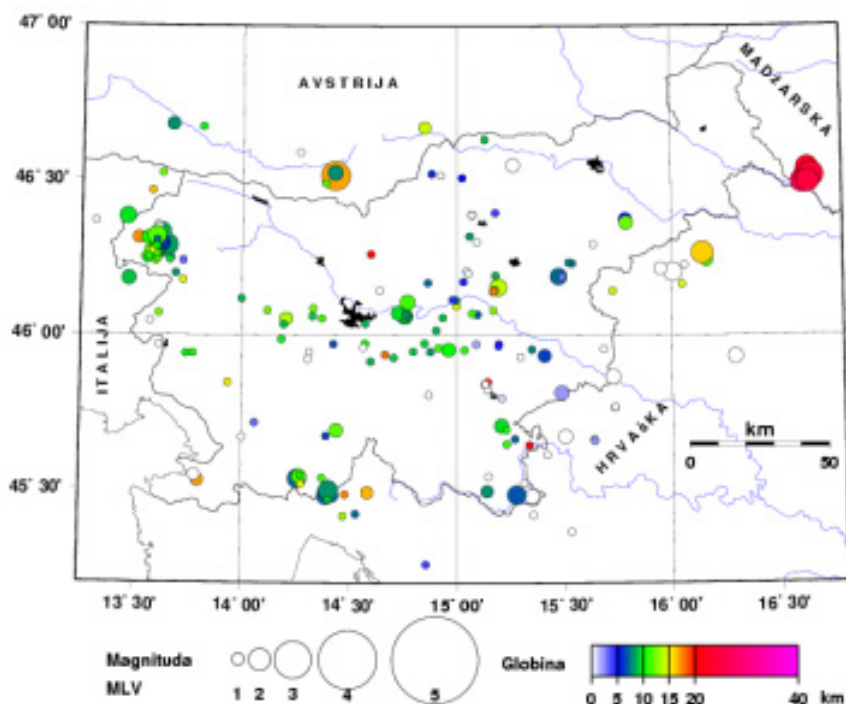 47° 00'
AVSTRIJA
MADŽARSKA
46° 30'
46° 00'
ITALIJA
HRVAŠKA
km
0 50
45° 30'
13° 30' 14° 00' 14° 30' 15° 00' 15° 30' 16° 00' 16° 30'
Magnituda
MLV
1 2 3 4 5
Globina
0 5 10 15 20 40 km